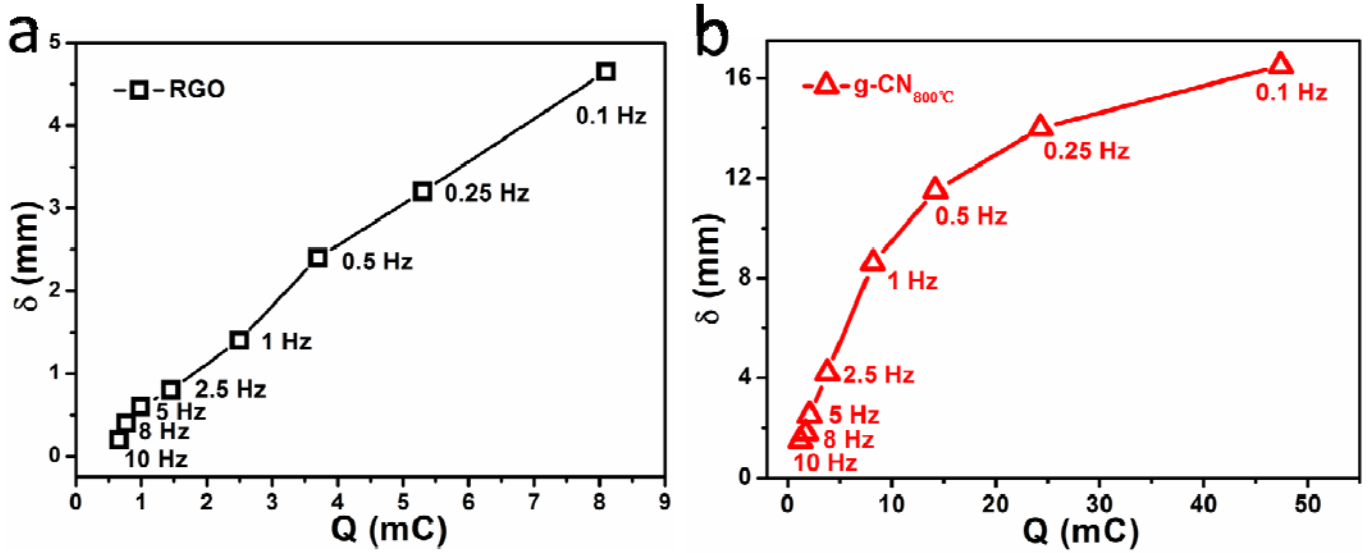 a
5
4
3
2
1
0
δ (mm)
RGO
0.1 Hz
0.25 Hz
0.5 Hz
1 Hz
2.5 Hz
5 Hz
8 Hz
10 Hz
0 1 2 3 4 5 6 7 8 9
Q (mC)
b
16
12
8
4
0
δ (mm)
g-CN800℃
0.1 Hz
0.25 Hz
0.5 Hz
1 Hz
2.5 Hz
5 Hz
8 Hz
10 Hz
0 10 20 30 40 50
Q (mC)